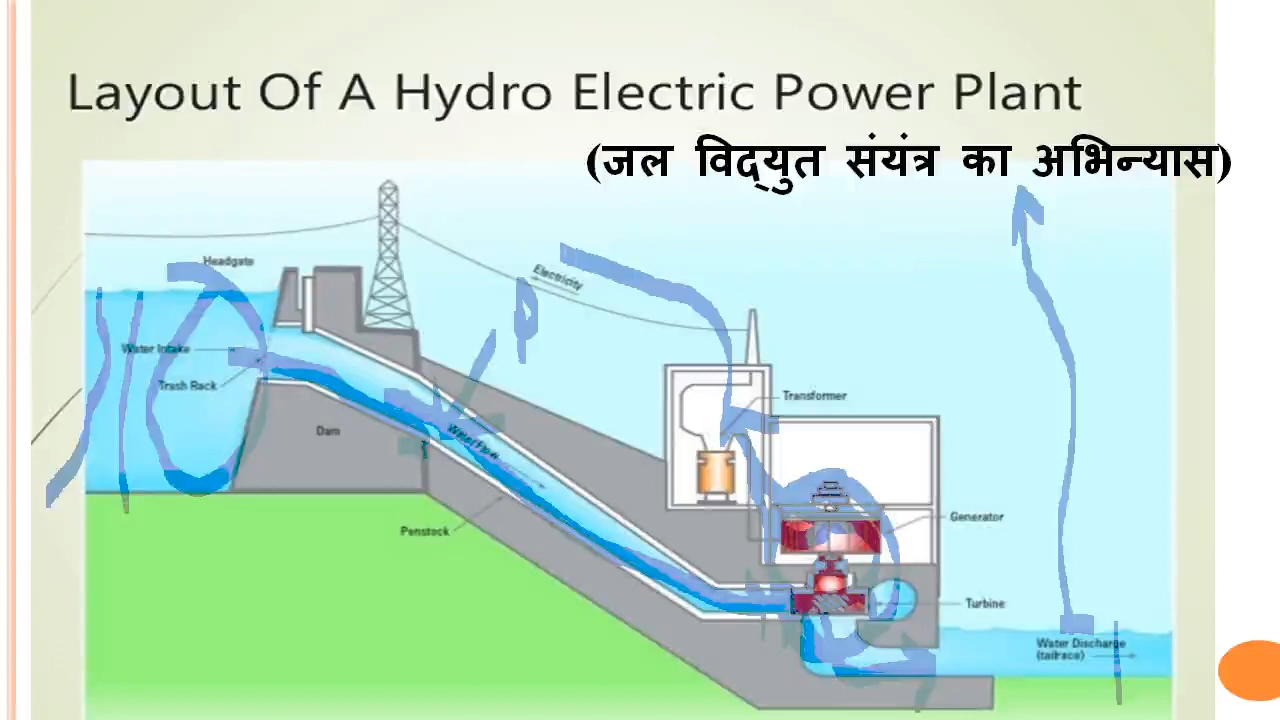 Layout Of A Hydro Electric Power Plant
(जल विद्युत संयंत्र का अभिन्यास)
Headgate
Electricity
Water Intake
Trash Rack
Transformer
Dam
Water Flow
Generator
Penstock
Turbine
Water Discharge
(tailrace)